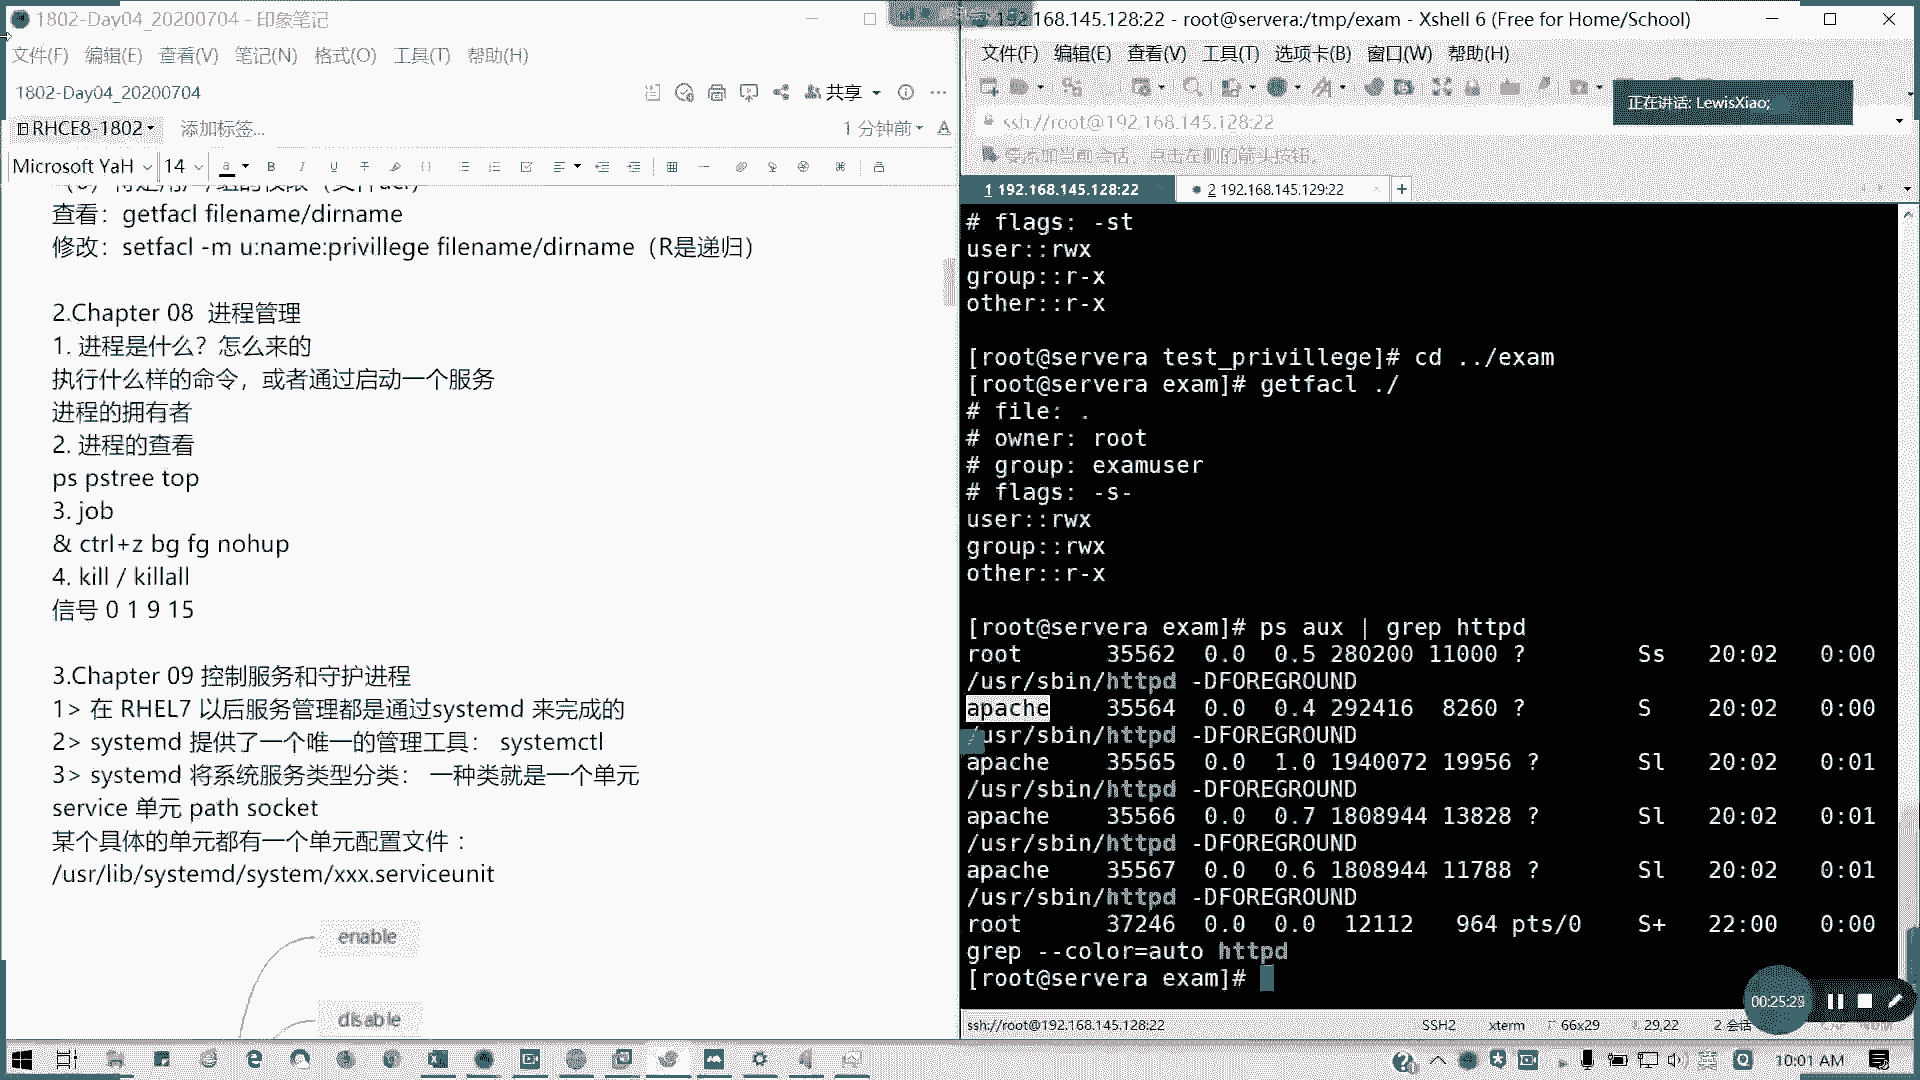 1802-Day04_20200704 - 印象笔记
文件(F) 编辑(E) 查看(V) 笔记(N) 格式(O) 工具(T) 帮助(H)
1802-Day04_20200704
共享
RHCE8-1802
添加标签...
1 分钟前
Microsoft YaH 14
查看：getfacl filename/dirname
修改：setfacl -m u:name:privillege filename/dirname（R是递归）
2.Chapter 08 进程管理
1. 进程是什么？怎么来的
执行什么样的命令，或者通过启动一个服务
进程的拥有者
2. 进程的查看
ps pstree top
3. job
& ctrl+z bg fg nohup
4. kill / killall
信号 0 1 9 15
3.Chapter 09 控制服务和守护进程
1> 在 RHEL7 以后服务管理都是通过systemd 来完成的
2> systemd 提供了一个唯一的管理工具： systemctl
3> systemd 将系统服务类型分类： 一种类就是一个单元
service 单元 path socket
某个具体的单元都有一个单元配置文件：
/usr/lib/systemd/system/xxx.serviceunit
enable
disable
192.168.145.128:22 - root@servera:/tmp/exam - Xshell 6 (Free for Home/School)
文件(F) 编辑(E) 查看(V) 工具(T) 选项卡(B) 窗口(W) 帮助(H)
正在讲话: LewisXiao;
ssh://root@192.168.145.128:22
要添加当前会话，点击左侧的箭头按钮。
1 192.168.145.128:22
2 192.168.145.129:22
# flags: -st
user::rwx
group::r-x
other::r-x
[root@servera test_privillege]# cd ../exam
[root@servera exam]# getfacl ./
# file: .
# owner: root
# group: examuser
# flags: -s-
user::rwx
group::rwx
other::r-x
[root@servera exam]# ps aux | grep httpd
root 35562 0.0 0.5 280200 11000 ? Ss 20:02 0:00
/usr/sbin/httpd -DFOREGROUND
apache 35564 0.0 0.4 292416 8260 ? S 20:02 0:00
/usr/sbin/httpd -DFOREGROUND
apache 35565 0.0 1.0 1940072 19956 ? Sl 20:02 0:01
/usr/sbin/httpd -DFOREGROUND
apache 35566 0.0 0.7 1808944 13828 ? Sl 20:02 0:01
/usr/sbin/httpd -DFOREGROUND
apache 35567 0.0 0.6 1808944 11788 ? Sl 20:02 0:01
/usr/sbin/httpd -DFOREGROUND
root 37246 0.0 0.0 12112 964 pts/0 S+ 22:00 0:00
grep --color=auto httpd
[root@servera exam]#
ssh://root@192.168.145.128:22 SSH2 xterm 66x29 29,22 2 会话
10:01 AM